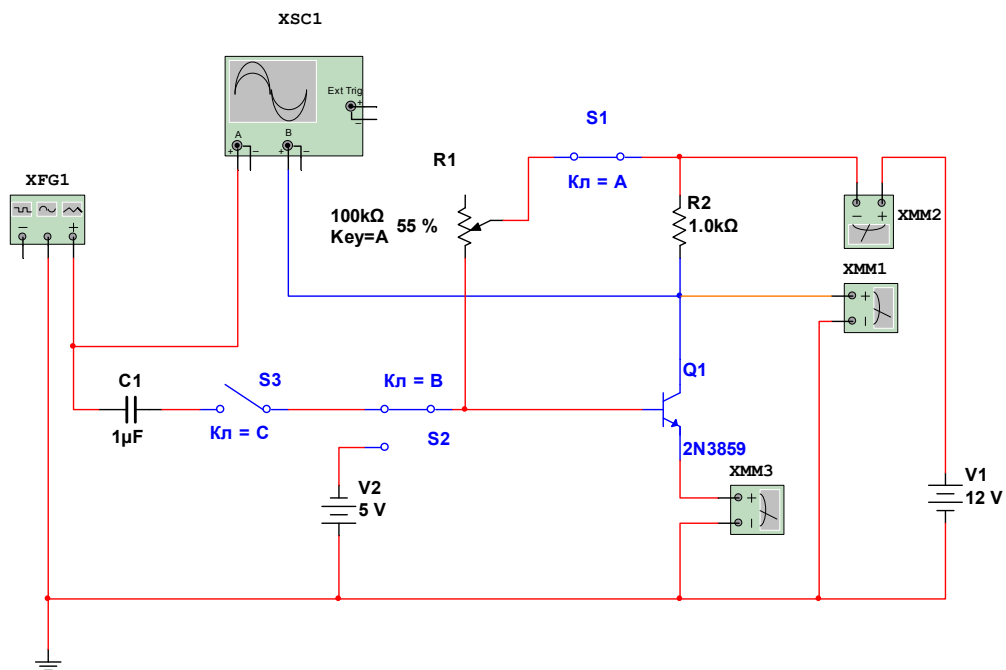 XSC1
Ext Trig
+
−
A
B
+ − + −
S1
Кл = A
R1
100kΩ
Key=A
55 %
R2
1.0kΩ
XFG1
− +
− +
XMM2
XMM1
+
−
C1
1µF
S3
Кл = C
Кл = B
S2
Q1
2N3859
XMM3
+
−
V2
5 V
V1
12 V